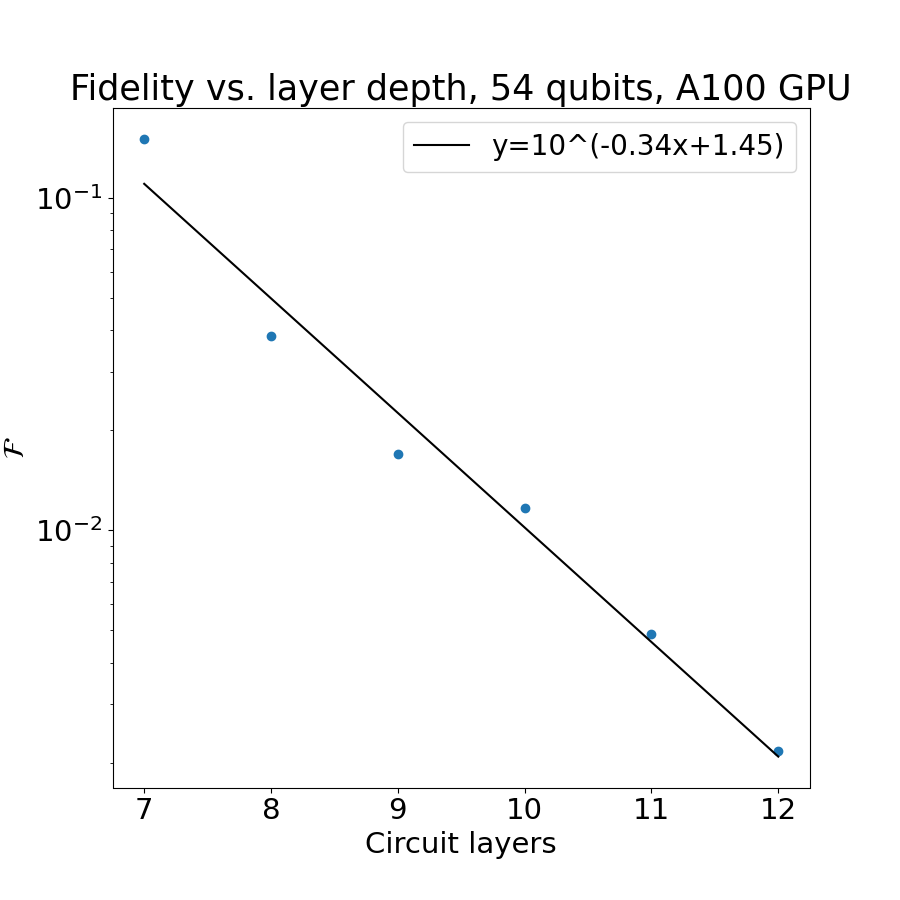 Fidelity vs. layer depth, 54 qubits, A100 GPU
y=10^(-0.34x+1.45)
10⁻¹
10⁻²
ℱ
7 8 9 10 11 12
Circuit layers